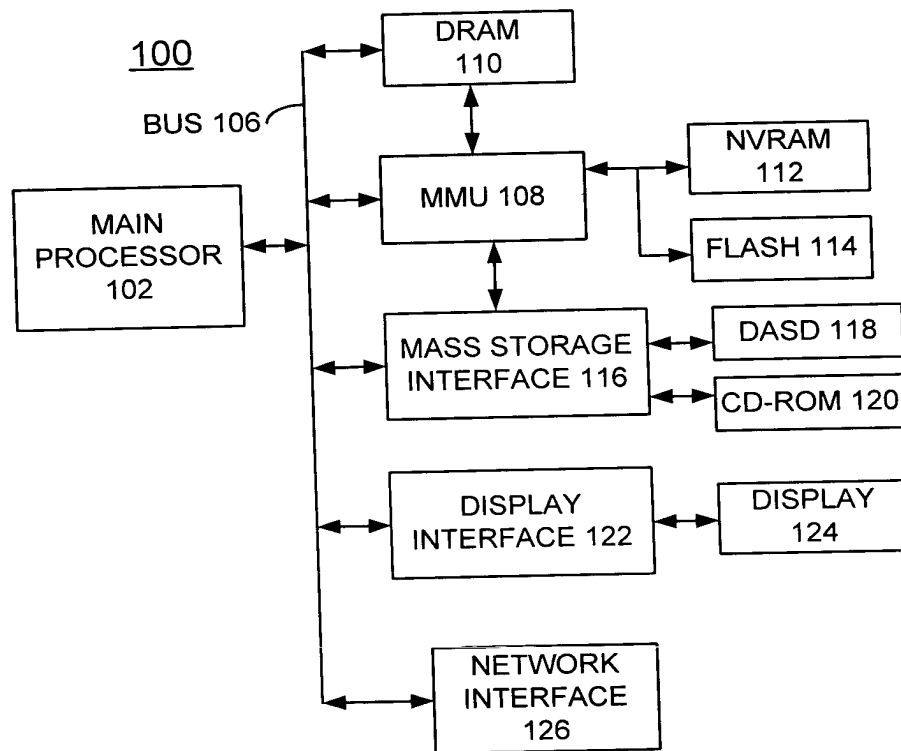 100
DRAM
110
BUS 106
NVRAM
112
MMU 108
MAIN
PROCESSOR
102
FLASH 114
MASS STORAGE
INTERFACE 116
DASD 118
CD-ROM 120
DISPLAY
INTERFACE 122
DISPLAY
124
NETWORK
INTERFACE
126